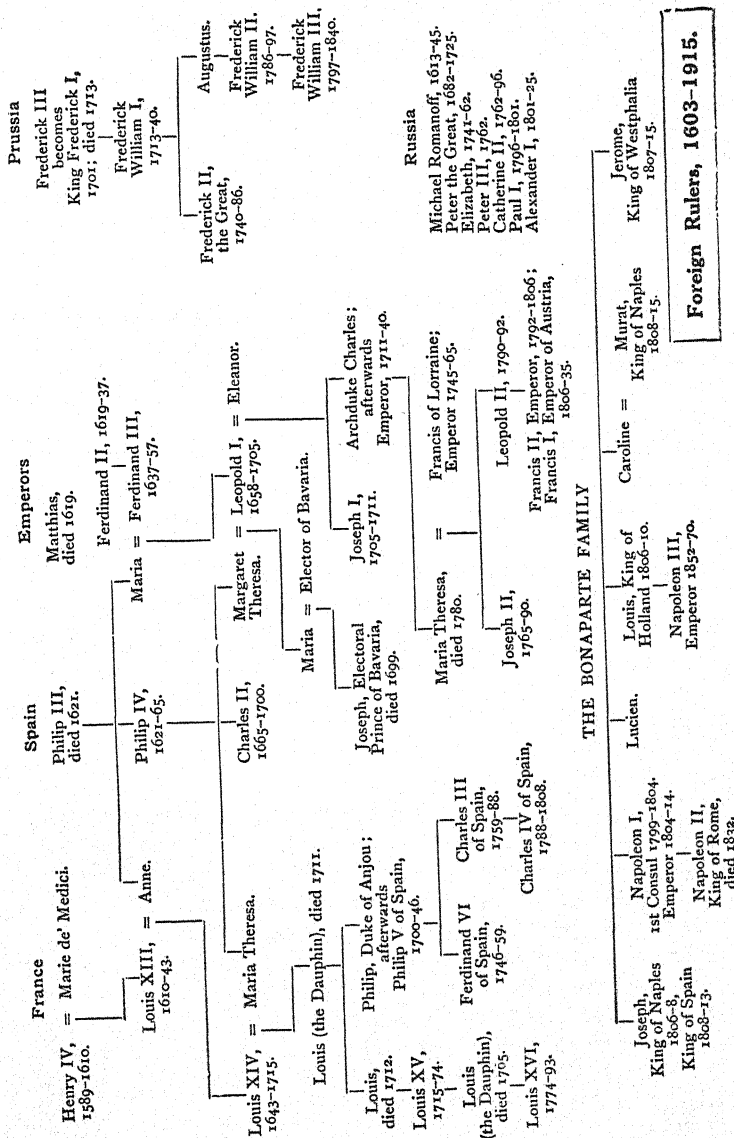 Foreign Rulers, 1603–1915.
France
Henry IV, = Marie de' Medici.
1589–1610.
Louis XIII, = Anne.
1610–43.
Louis XIV, = Maria Theresa.
1643–1715.
Louis (the Dauphin), died 1711.
Louis,
died 1712.
Louis XV,
1715–74.
Louis
(the Dauphin),
died 1765.
Louis XVI,
1774–93.
Philip, Duke of Anjou;
afterwards
Philip V of Spain,
1700–46.
Ferdinand VI
of Spain,
1746–59.
Charles III
of Spain,
1759–88.
Charles IV of Spain,
1788–1808.
Spain
Philip III,
died 1621.
Philip IV,
1621–65.
Charles II,
1665–1700.
Emperors
Matthias,
died 1619.
Ferdinand II, 1619–37.
Maria = Ferdinand III,
1637–57.
Margaret = Leopold I, = Eleanor.
Theresa. 1658–1705.
Maria = Elector of Bavaria.
Joseph, Electoral
Prince of Bavaria,
died 1699.
Joseph I,
1705–1711.
Archduke Charles;
afterwards
Emperor, 1711–40.
Maria Theresa, = Francis of Lorraine;
died 1780. Emperor 1745–65.
Joseph II,
1765–90.
Leopold II, 1790–92.
Francis II, Emperor, 1792–1806;
Francis I, Emperor of Austria,
1806–35.
Prussia
Frederick III
becomes
King Frederick I,
1701; died 1713.
Frederick
William I,
1713–40.
Frederick II,
the Great,
1740–86.
Augustus.
Frederick
William II.
1786–97.
Frederick
William III,
1797–1840.
Russia
Michael Romanoff, 1613–45.
Peter the Great, 1682–1725.
Elizabeth, 1741–62.
Peter III, 1762.
Catherine II, 1762–96.
Paul I, 1796–1801.
Alexander I, 1801–25.
THE BONAPARTE FAMILY
Joseph,
King of Naples
1806–8,
King of Spain
1808–13.
Napoleon I,
1st Consul 1799–1804.
Emperor 1804–14.
Napoleon II,
King of Rome,
died 1832.
Lucien.
Louis, King of
Holland 1806–10.
Napoleon III,
Emperor 1852–70.
Caroline = Murat,
King of Naples
1808–15.
Jerome,
King of Westphalia
1807–15.